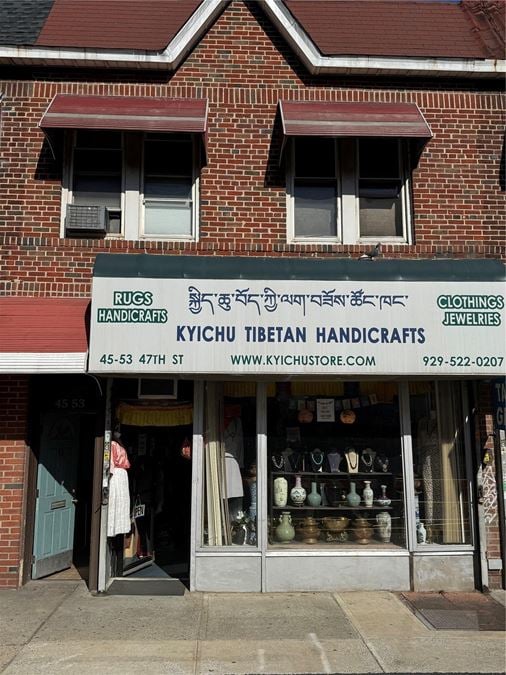 RUGS
HANDICRAFTS
སྐྱིད་ཆུ་བོད་ཀྱི་ལག་བཟོས་ཚོང་ཁང་
KYICHU TIBETAN HANDICRAFTS
CLOTHINGS
JEWELRIES
45-53 47TH ST
WWW.KYICHUSTORE.COM
929-522-0207
45 53